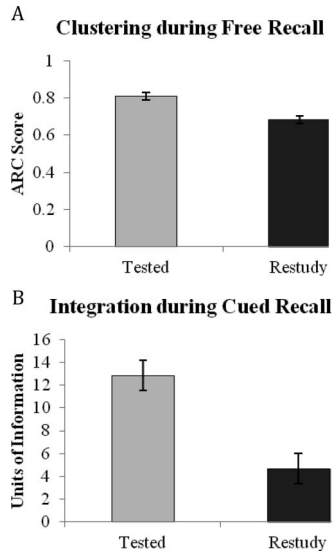 A
Clustering during Free Recall
ARC Score
1
0.8
0.6
0.4
0.2
0
Tested Restudy
B
Integration during Cued Recall
Units of Information
16
14
12
10
8
6
4
2
0
Tested Restudy